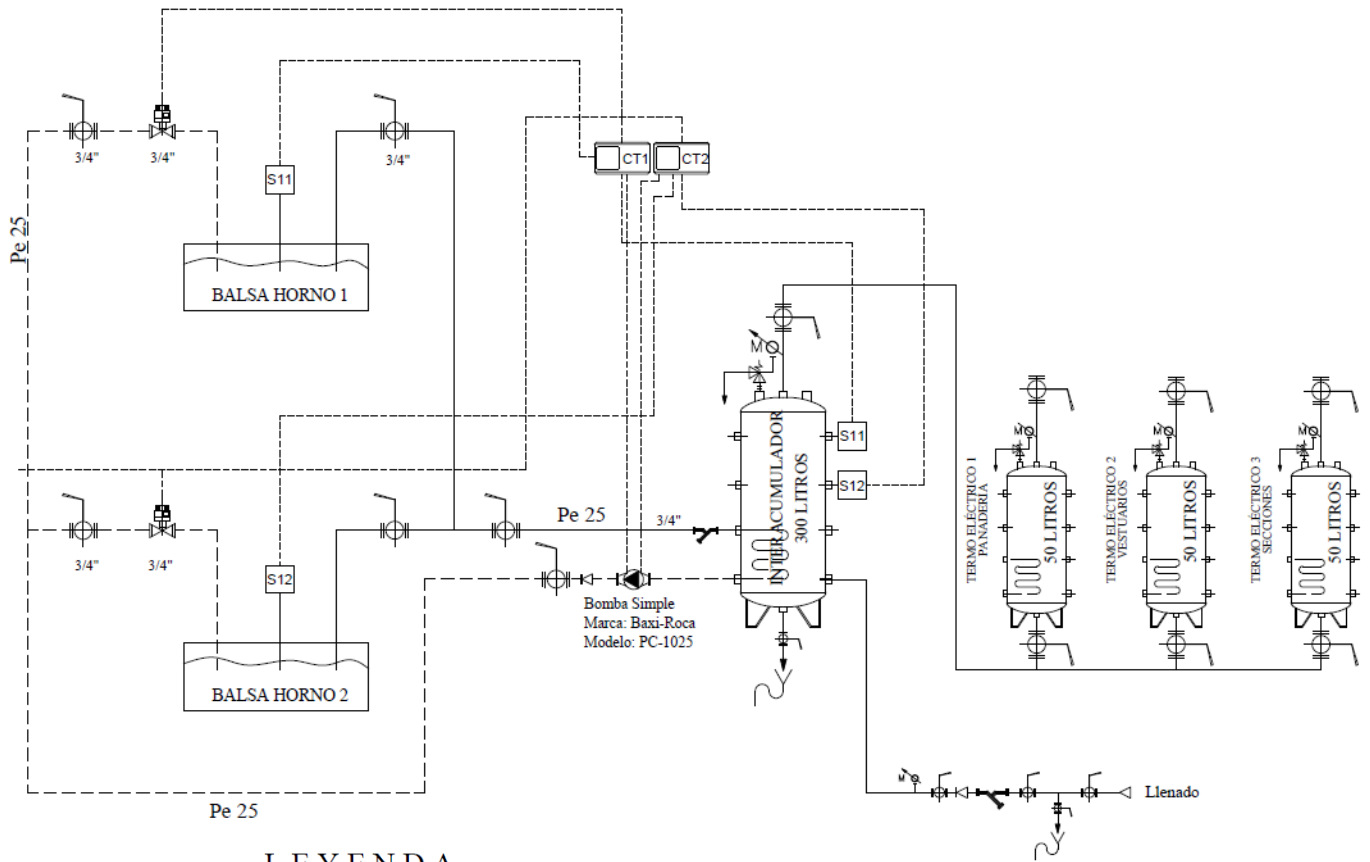 3/4"
3/4"
3/4"
S11
CT1
CT2
Pe 25
BALSA HORNO 1
M
S11
S12
INTERACUMULADOR
300 LITROS
M
M
M
TERMO ELÉCTRICO 1
PANADERIA
50 LITROS
TERMO ELÉCTRICO 2
VESTUARIOS
50 LITROS
TERMO ELÉCTRICO 3
SECCIONES
50 LITROS
Pe 25
3/4"
3/4"
3/4"
S12
Bomba Simple
Marca: Baxi-Roca
Modelo: PC-1025
BALSA HORNO 2
M
Llenado
Pe 25
LEYENDA